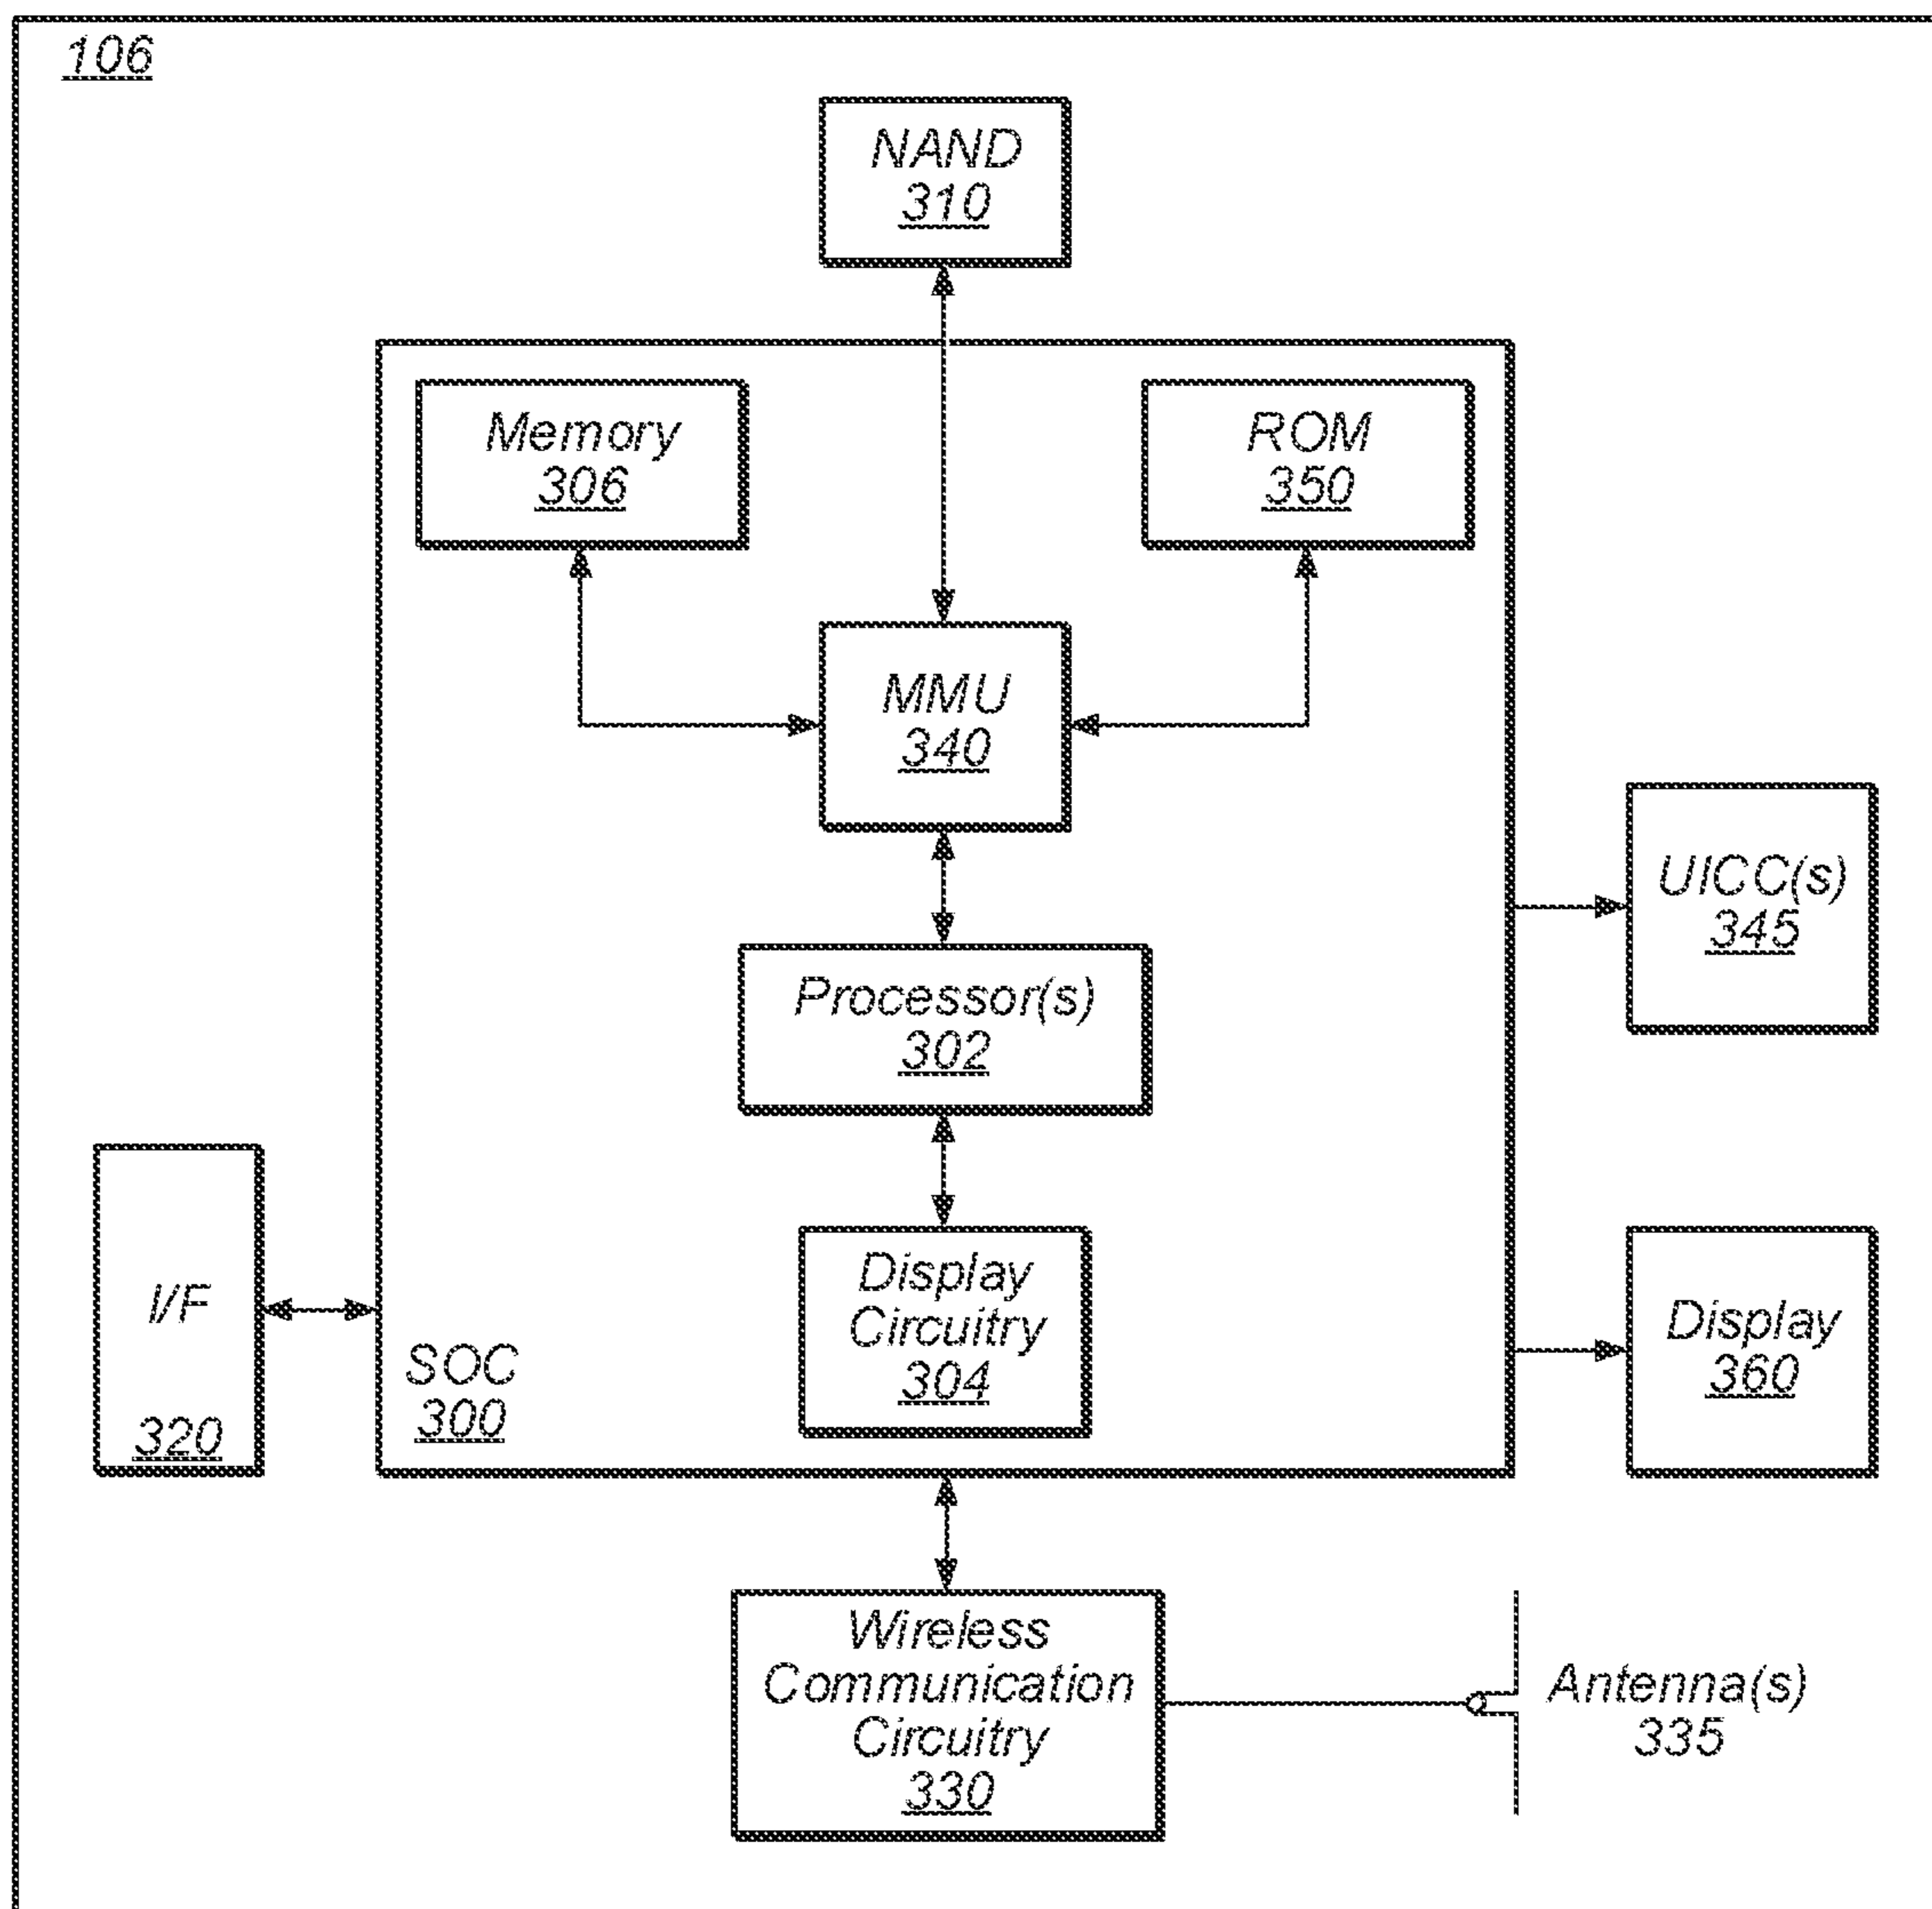 106
NAND
310
Memory
306
ROM
350
MMU
340
UICC(s)
345
Processor(s)
302
I/F
320
Display
Circuitry
304
SOC
300
Display
360
Wireless
Communication
Circuitry
330
Antenna(s)
335